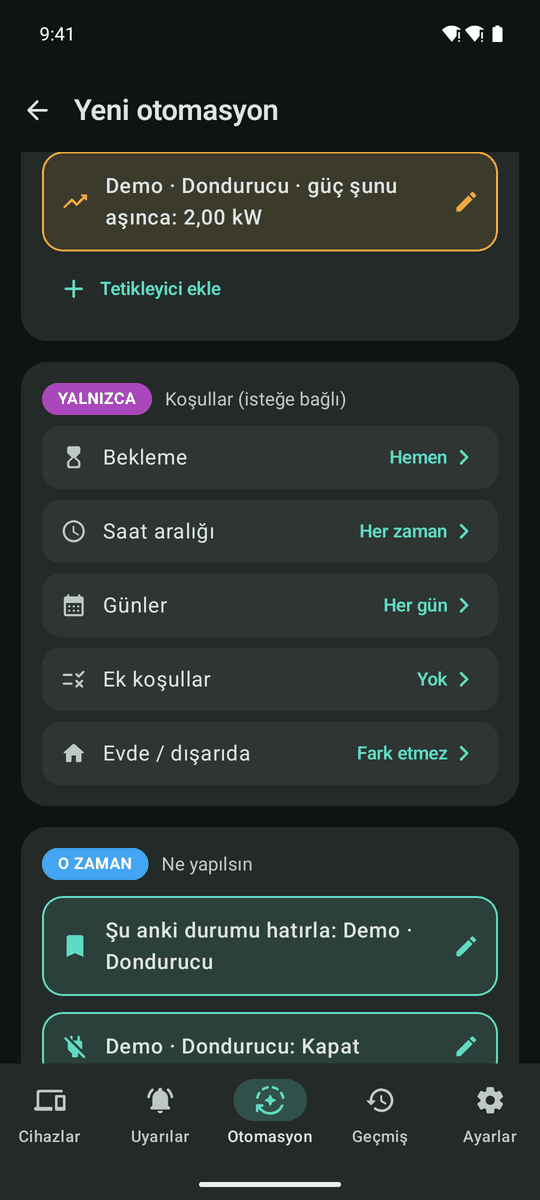 9:41
Yeni otomasyon
Demo · Dondurucu · güç şunu
aşınca: 2,00 kW
Tetikleyici ekle
YALNIZCA Koşullar (isteğe bağlı)
Bekleme Hemen
Saat aralığı Her zaman
Günler Her gün
Ek koşullar Yok
Evde / dışarıda Fark etmez
O ZAMAN Ne yapılsın
Şu anki durumu hatırla: Demo ·
Dondurucu
Demo · Dondurucu: Kapat
Cihazlar Uyarılar Otomasyon Geçmiş Ayarlar